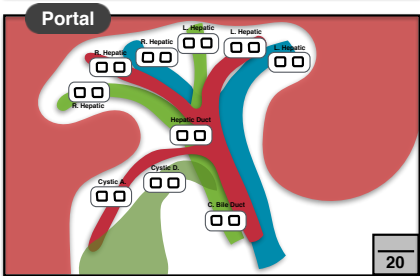 Portal
L. Hepatic
L. Hepatic
R. Hepatic
L. Hepatic
R. Hepatic
R. Hepatic
Hepatic Duct
Cystic D.
Cystic A.
C. Bile Duct
20